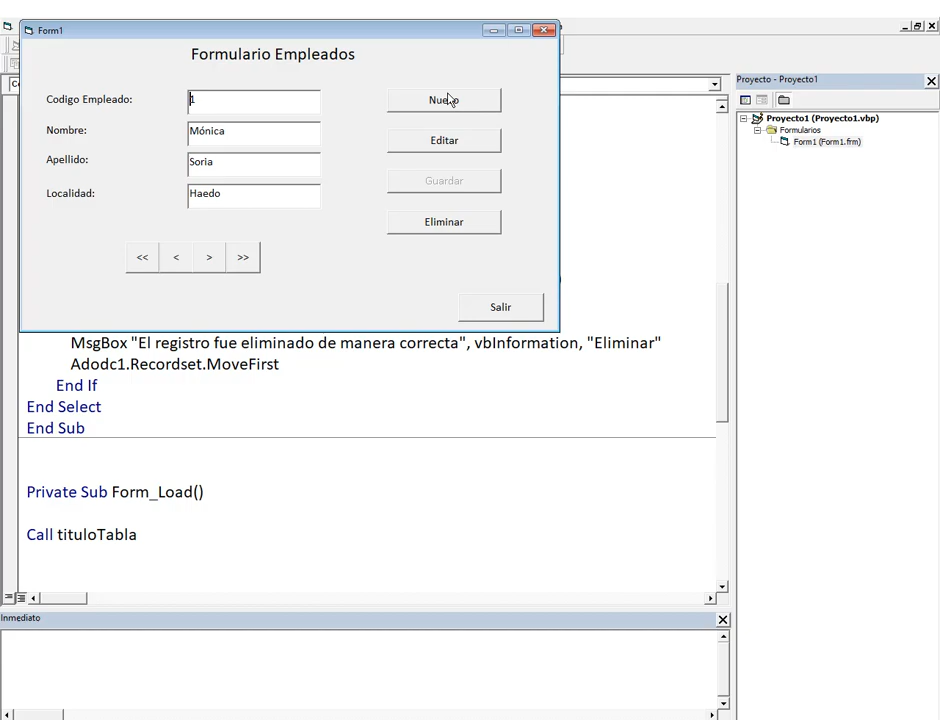 Form1
Formulario Empleados
Codigo Empleado:
1
Nombre:
Mónica
Apellido:
Soria
Localidad:
Haedo
Editar
Guardar
Eliminar
<<
<
>
>>
Salir
MsgBox "El registro fue eliminado de manera correcta", vbInformation, "Eliminar"
Adodc1.Recordset.MoveFirst
End If
End Select
End Sub
Private Sub Form_Load()
Call tituloTabla
Inmediato
Proyecto - Proyecto1
Proyecto1 (Proyecto1.vbp)
Formularios
Form1 (Form1.frm)